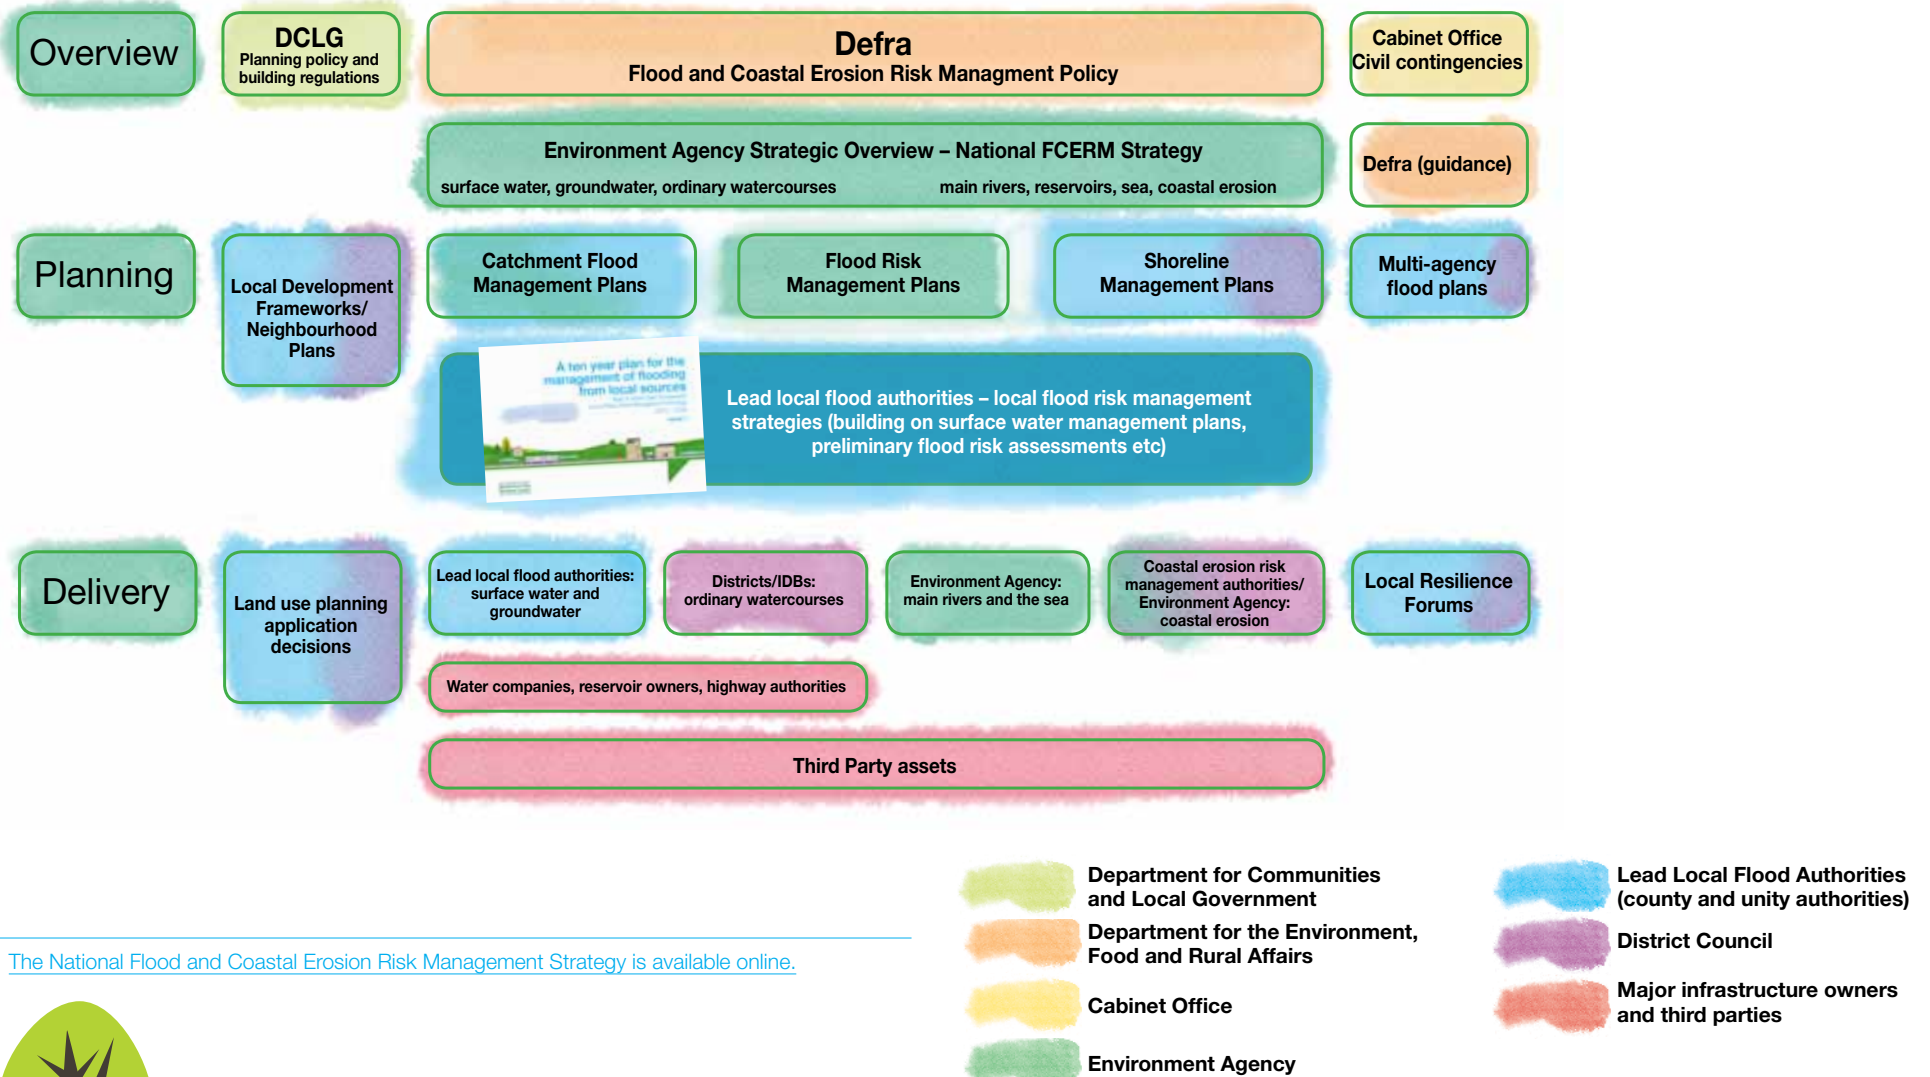 Overview
DCLG
Planning policy and
building regulations
Defra
Flood and Coastal Erosion Risk Managment Policy
Cabinet Office
Civil contingencies
Environment Agency Strategic Overview – National FCERM Strategy
surface water, groundwater, ordinary watercourses
main rivers, reservoirs, sea, coastal erosion
Defra (guidance)
Planning
Local Development
Frameworks/
Neighbourhood
Plans
Catchment Flood
Management Plans
Flood Risk
Management Plans
Shoreline
Management Plans
Multi-agency
flood plans
A ten year plan for the
management of flooding
from local sources
Lead local flood authorities – local flood risk management
strategies (building on surface water management plans,
preliminary flood risk assessments etc)
Delivery
Land use planning
application
decisions
Lead local flood authorities:
surface water and
groundwater
Districts/IDBs:
ordinary watercourses
Environment Agency:
main rivers and the sea
Coastal erosion risk
management authorities/
Environment Agency:
coastal erosion
Local Resilience
Forums
Water companies, reservoir owners, highway authorities
Third Party assets
Department for Communities
and Local Government
Department for the Environment,
Food and Rural Affairs
Cabinet Office
Environment Agency
Lead Local Flood Authorities
(county and unity authorities)
District Council
Major infrastructure owners
and third parties
The National Flood and Coastal Erosion Risk Management Strategy is available online.